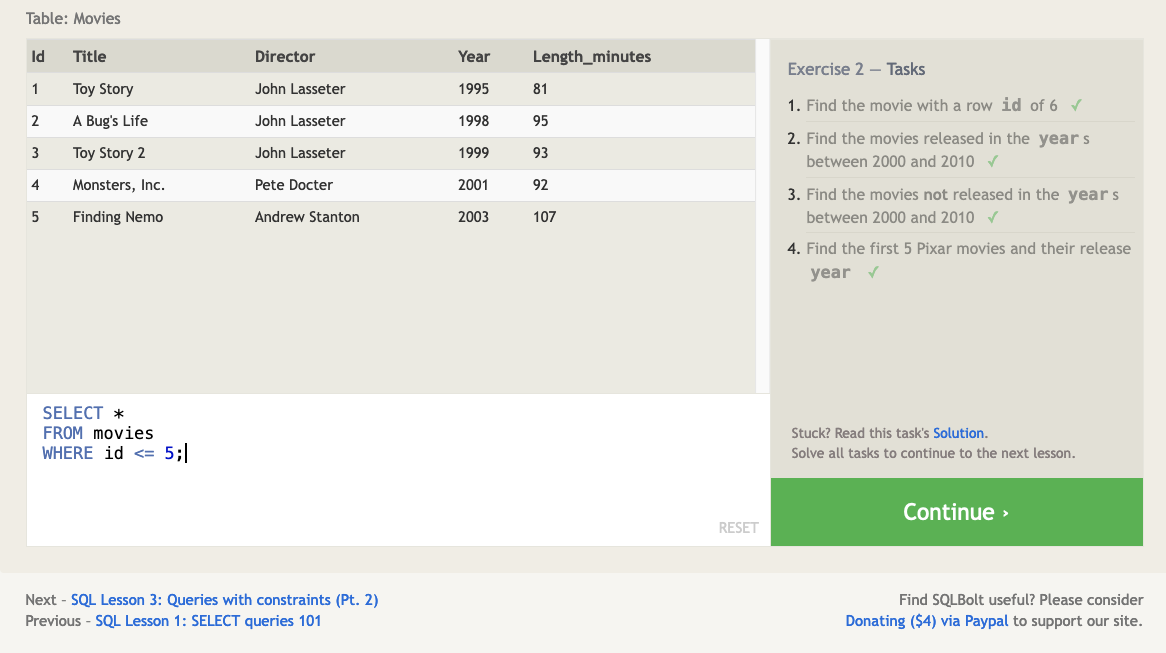 Table: Movies
Id Title Director Year Length_minutes
1 Toy Story John Lasseter 1995 81
2 A Bug's Life John Lasseter 1998 95
3 Toy Story 2 John Lasseter 1999 93
4 Monsters, Inc. Pete Docter 2001 92
5 Finding Nemo Andrew Stanton 2003 107
SELECT *
FROM movies
WHERE id <= 5;
RESET
Exercise 2 — Tasks
1. Find the movie with a row id of 6 ✓
2. Find the movies released in the years
between 2000 and 2010 ✓
3. Find the movies not released in the years
between 2000 and 2010 ✓
4. Find the first 5 Pixar movies and their release
year ✓
Stuck? Read this task's Solution.
Solve all tasks to continue to the next lesson.
Continue ›
Next – SQL Lesson 3: Queries with constraints (Pt. 2)
Previous – SQL Lesson 1: SELECT queries 101
Find SQLBolt useful? Please consider
Donating ($4) via Paypal to support our site.